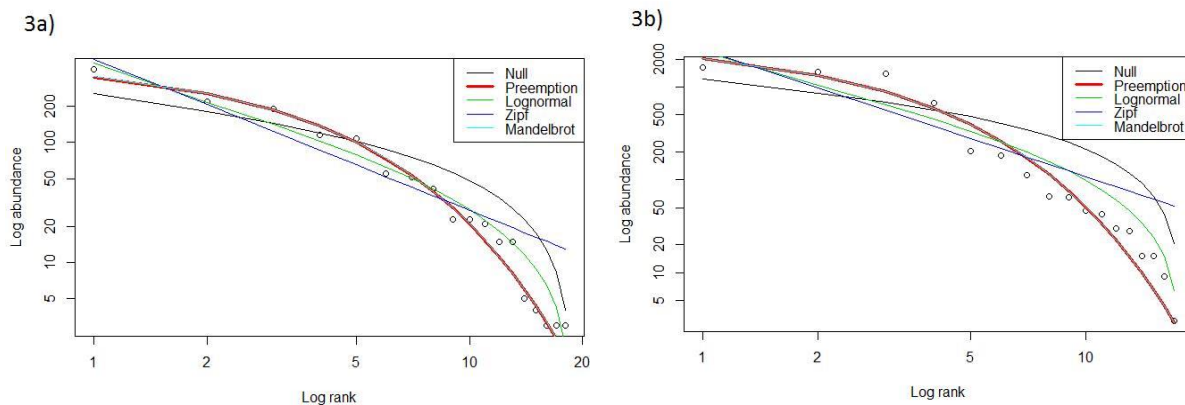 3a)
Log abundance
200
100
50
20
10
5
1
2
5
10
20
Log rank
Null
Preemption
Lognormal
Zipf
Mandelbrot
3b)
Log abundance
2000
500
200
50
20
10
5
1
2
5
10
Log rank
Null
Preemption
Lognormal
Zipf
Mandelbrot